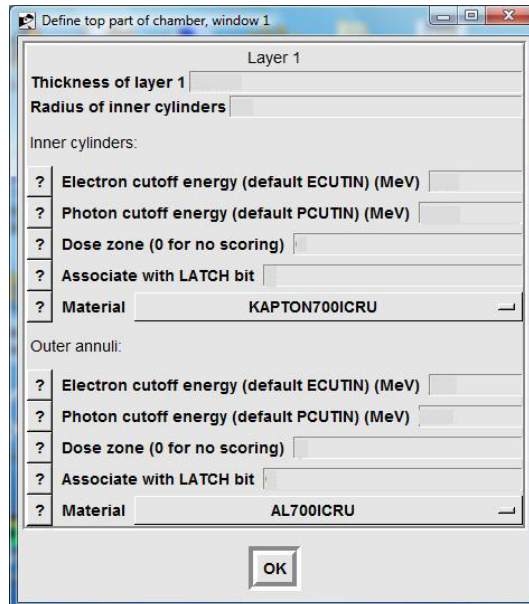 Define top part of chamber, window 1
Layer 1
Thickness of layer 1
Radius of inner cylinders
Inner cylinders:
? Electron cutoff energy (default ECUTIN) (MeV)
? Photon cutoff energy (default PCUTIN) (MeV)
? Dose zone (0 for no scoring)
? Associate with LATCH bit
? Material KAPTON700ICRU
Outer annuli:
? Electron cutoff energy (default ECUTIN) (MeV)
? Photon cutoff energy (default PCUTIN) (MeV)
? Dose zone (0 for no scoring)
? Associate with LATCH bit
? Material AL700ICRU
OK